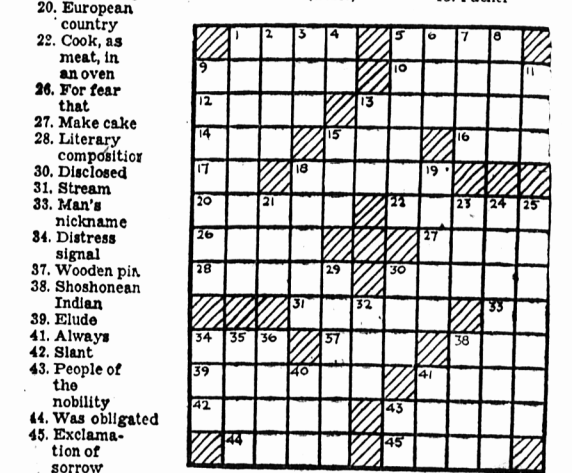 20. European
country
22. Cook, as
meat, in
an oven
26. For fear
that
27. Make cake
28. Literary
composition
30. Disclosed
31. Stream
33. Man's
nickname
34. Distress
signal
37. Wooden pin
38. Shoshonean
Indian
39. Elude
41. Always
42. Slant
43. People of
the
nobility
44. Was obligated
45. Exclama-
tion of
sorrow
1 2 3 4 5 6 7 8
9 10 11
12 13
14 15 16
17 18 19
20 21 22 23 24 25
26 27
28 29 30
31 32 33
34 35 36 37 38
39 40 41
42 43
44 45